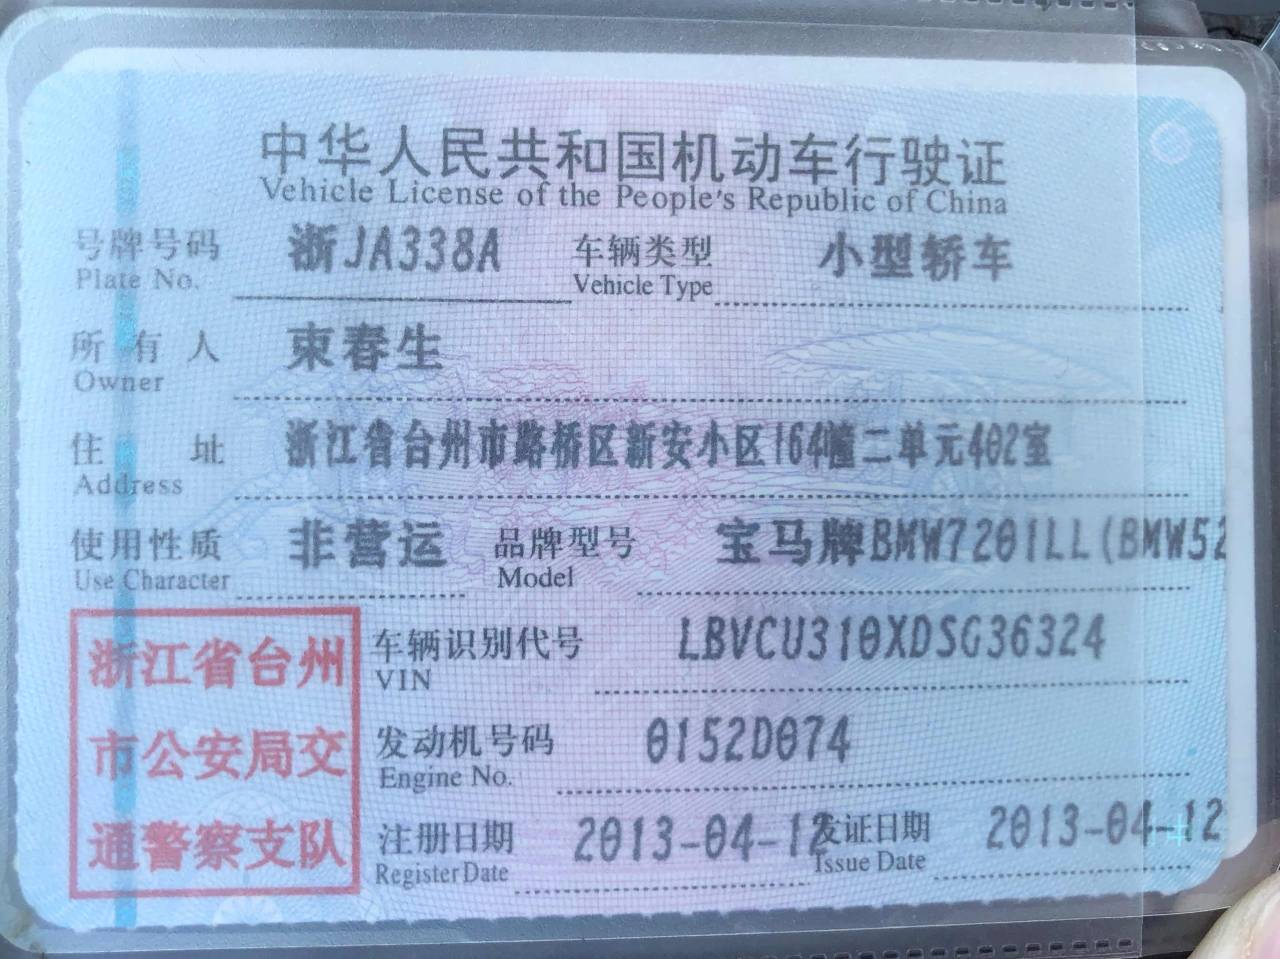 中华人民共和国机动车行驶证
Vehicle License of the People's Republic of China
号牌号码 浙JA338A 车辆类型 小型轿车
Plate No. Vehicle Type
所有人 束春生
Owner
住址 浙江省台州市路桥区新安小区164幢二单元402室
Address
使用性质 非营运 品牌型号 宝马牌BMW7201LL(BMW52
Use Character Model
浙江省台州
市公安局交
通警察支队
车辆识别代号 LBVCU310XDSG36324
VIN
发动机号码 0152D074
Engine No.
注册日期 2013-04-12 发证日期 2013-04-12
Register Date Issue Date